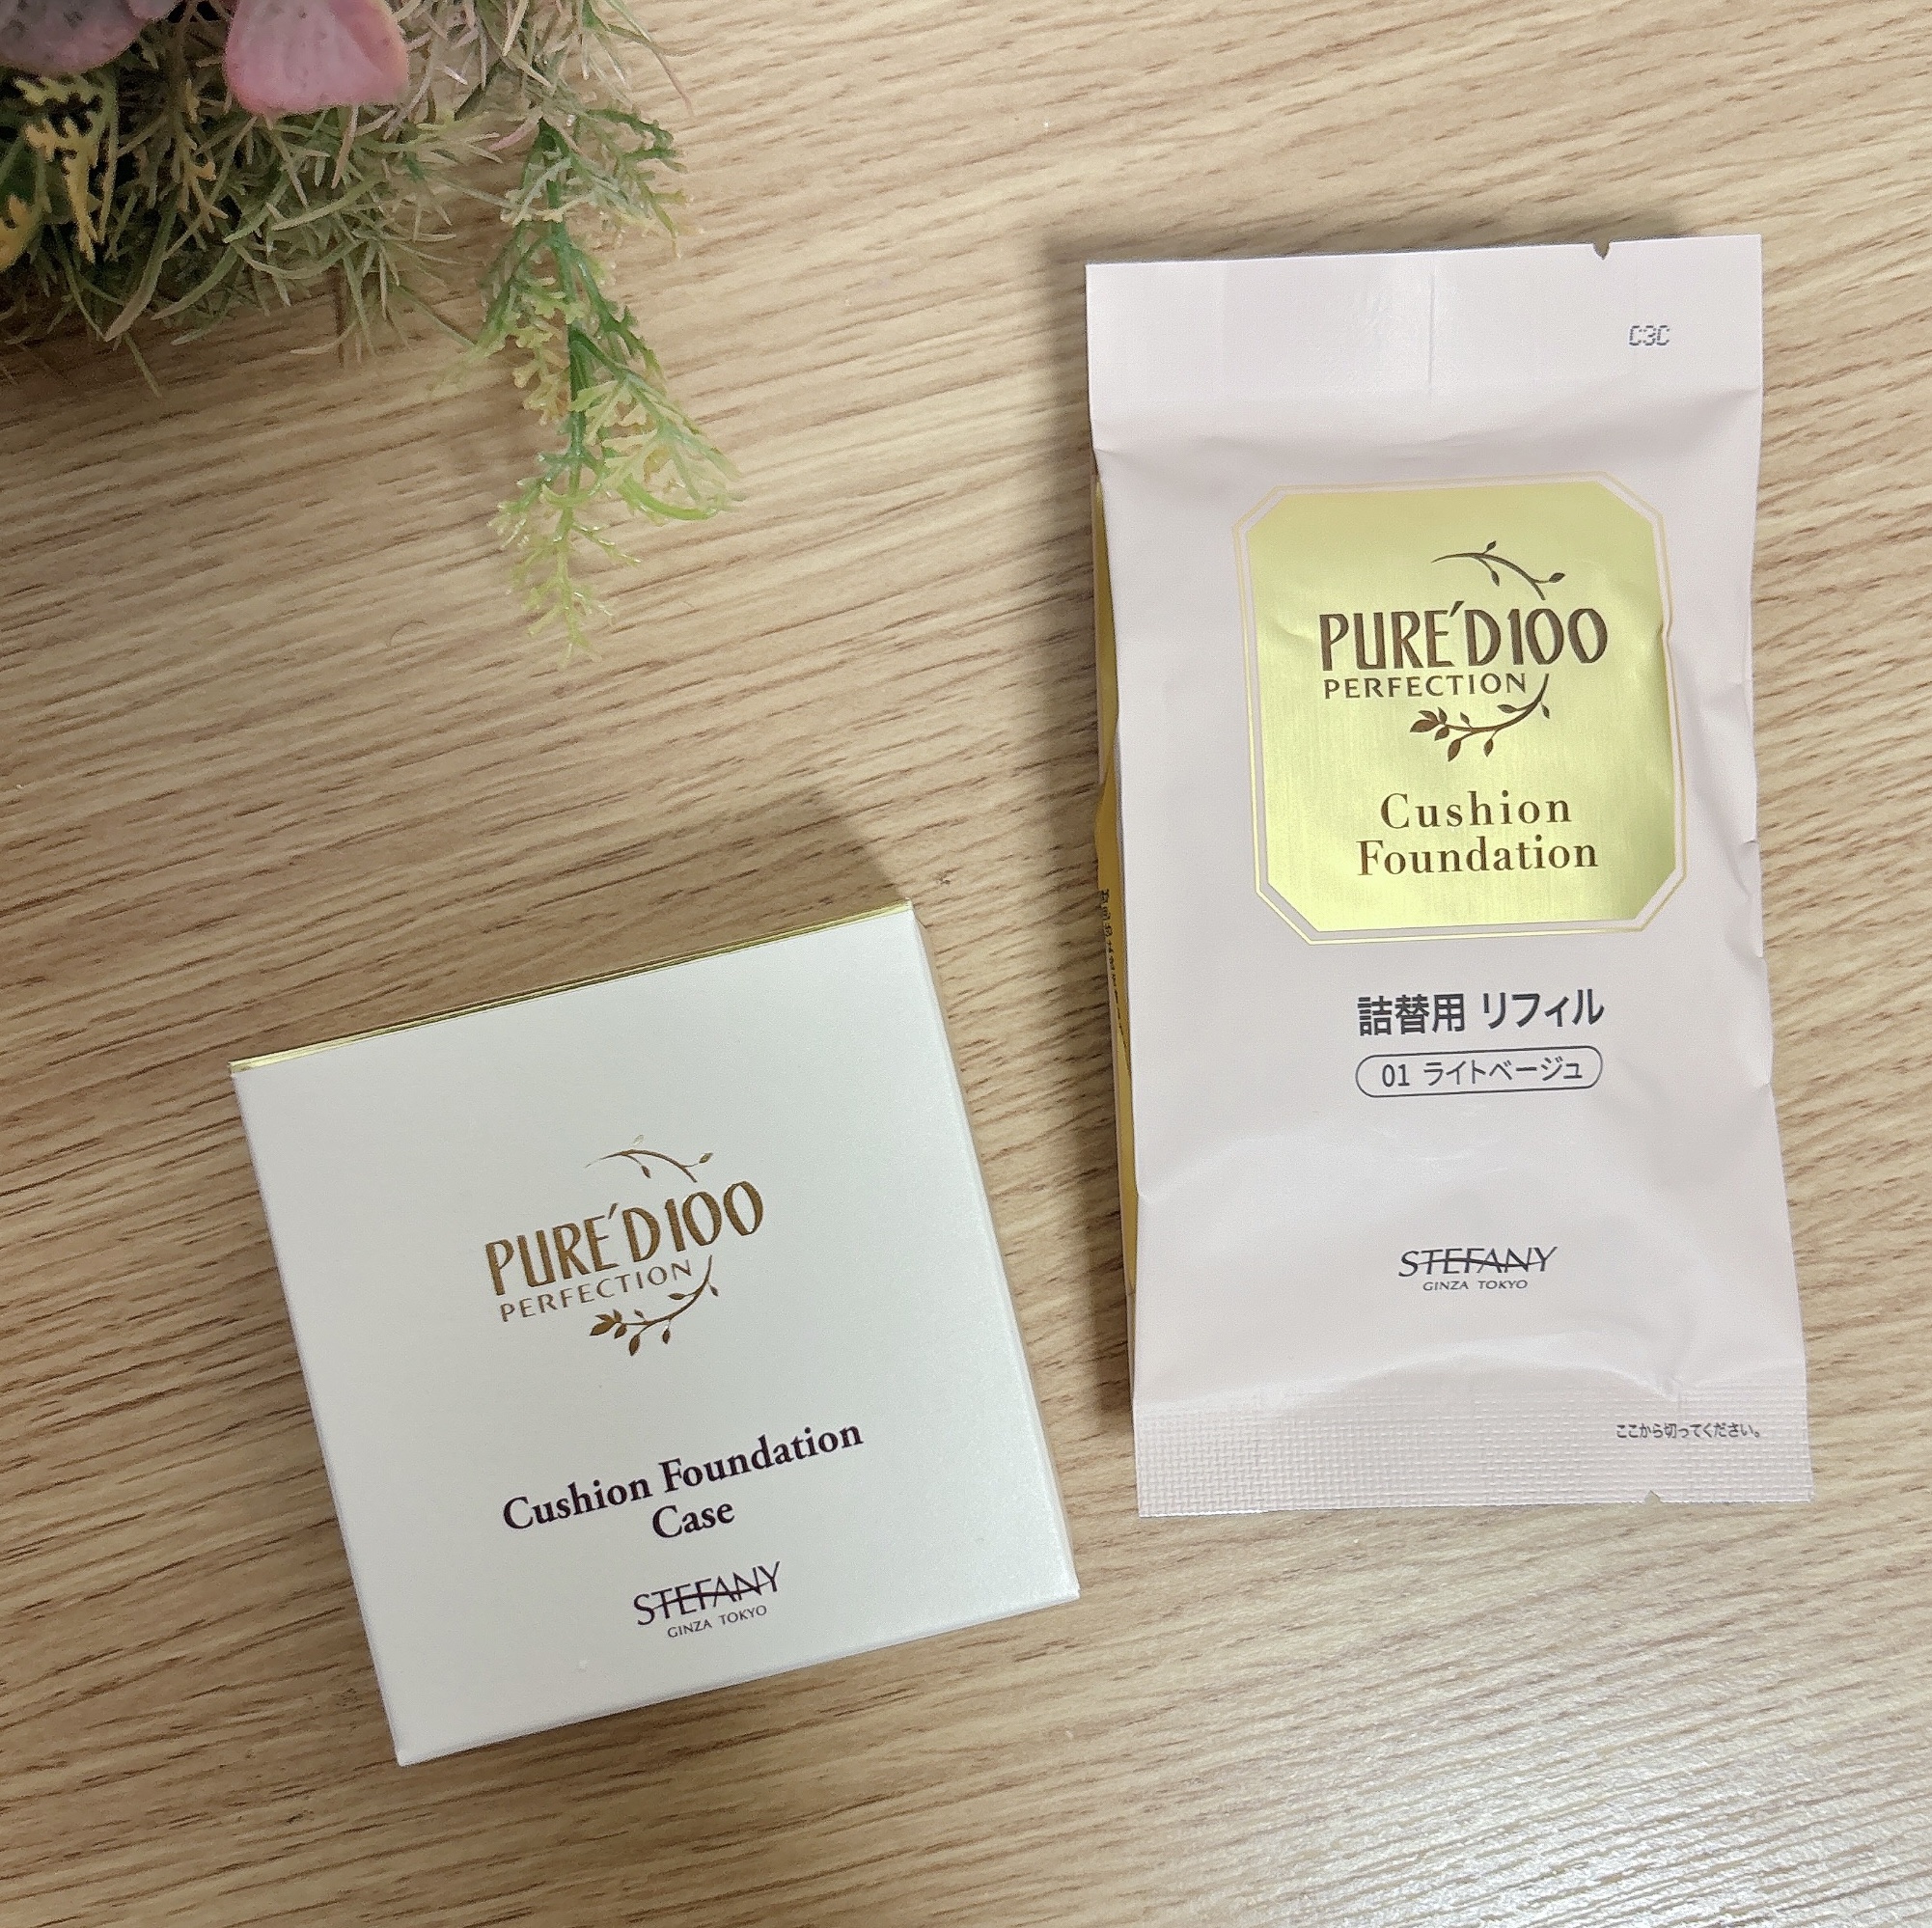 C3C
PURE'D 100
PERFECTION
Cushion
Foundation
詰替用 リフィル
01 ライトベージュ
STEFANY
GINZA TOKYO
ここから切ってください。
PURE'D 100
PERFECTION
Cushion Foundation
Case
STEFANY
GINZA TOKYO